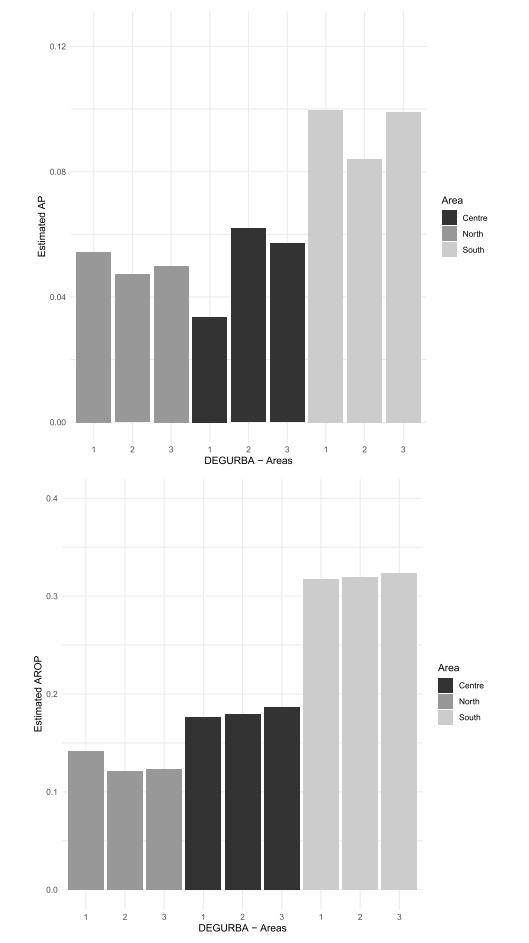 0.12
0.08
0.04
0.00
Estimated AP
1 2 3 1 2 3 1 2 3
DEGURBA − Areas
Area
Centre
North
South
0.4
0.3
0.2
0.1
0.0
Estimated AROP
1 2 3 1 2 3 1 2 3
DEGURBA − Areas
Area
Centre
North
South